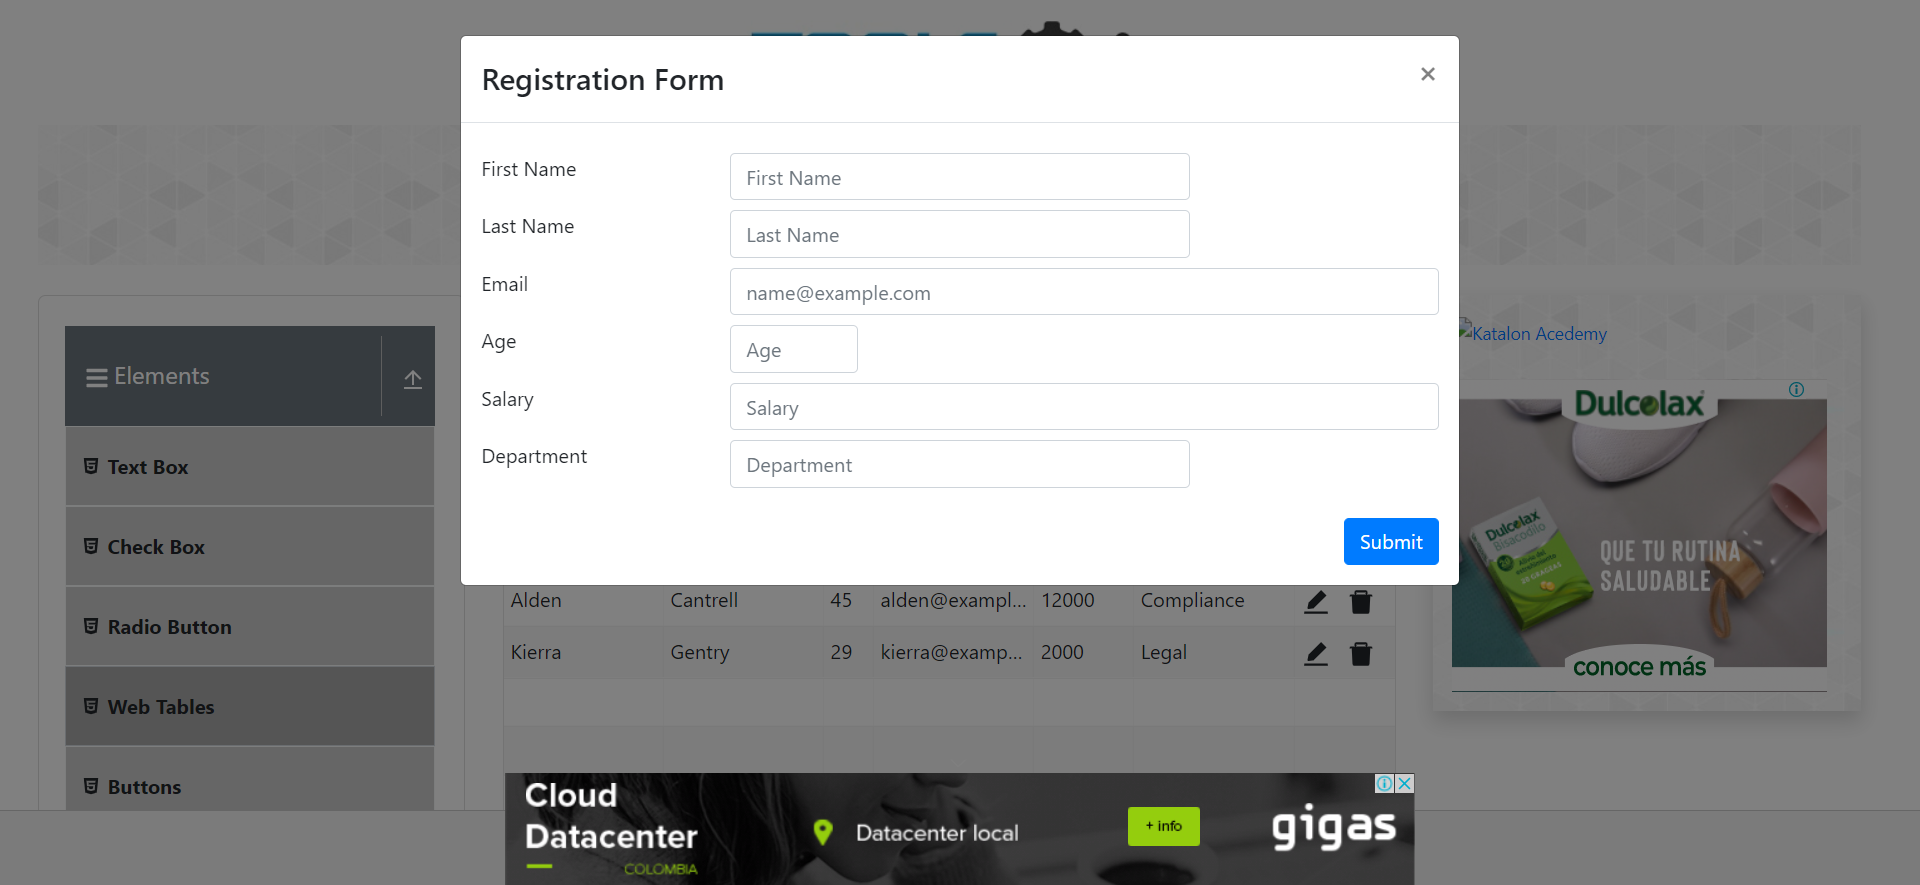 Registration Form
×
First Name
First Name
Last Name
Last Name
Email
name@example.com
Age
Age
Salary
Salary
Department
Department
Submit
Elements
Text Box
Check Box
Radio Button
Web Tables
Buttons
Alden Cantrell 45 alden@exampl... 12000 Compliance
Kierra Gentry 29 kierra@examp... 2000 Legal
Katalon Acedemy
Dulcolax
Dulcolax
Bisacodilo
QUE TU RUTINA
SALUDABLE
conoce más
Cloud
Datacenter
COLOMBIA
Datacenter local
+ info
gigas